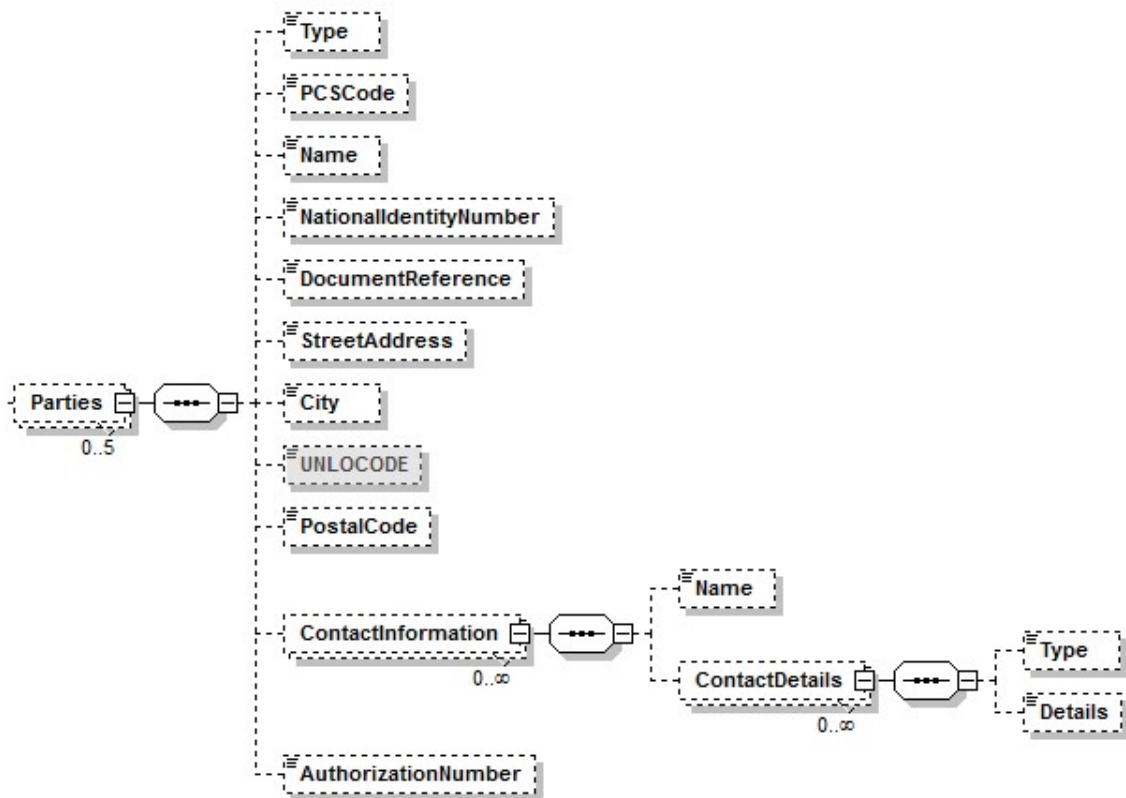 Type
PCSCode
Name
NationalIdentityNumber
DocumentReference
StreetAddress
Parties
0..5
City
UNLOCODE
PostalCode
ContactInformation
0..∞
Name
ContactDetails
0..∞
Type
Details
AuthorizationNumber